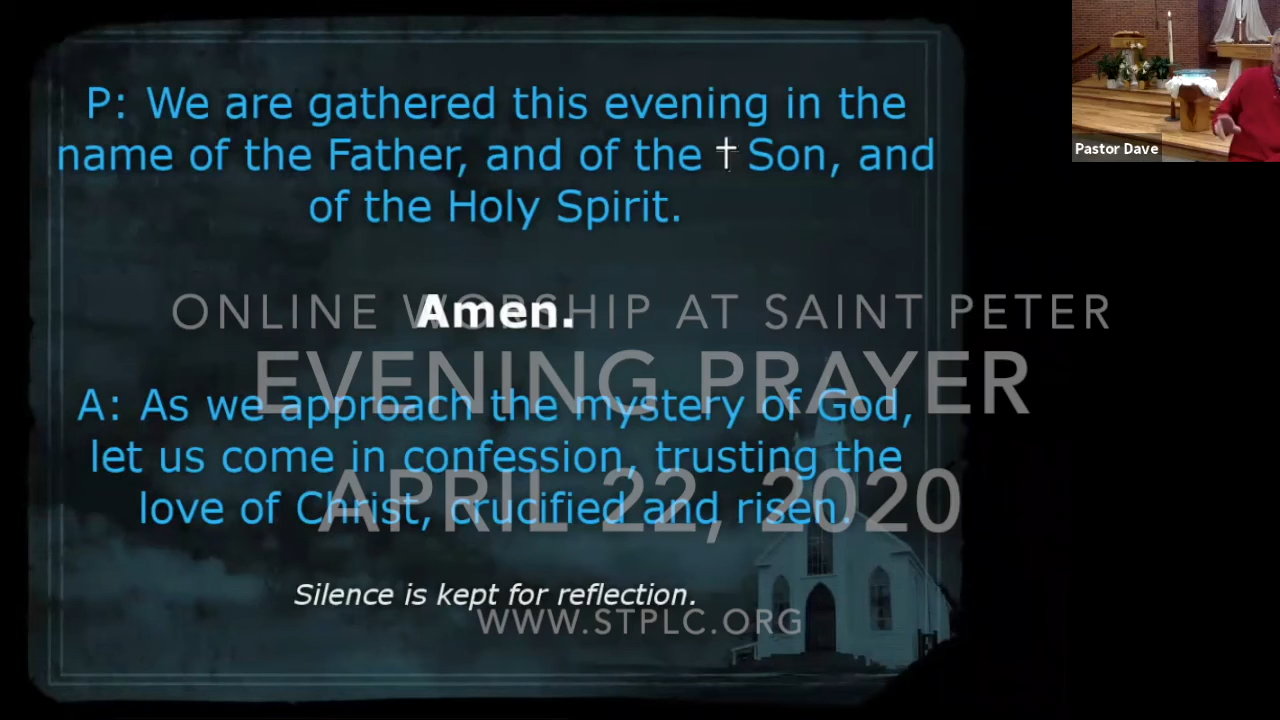 P: We are gathered this evening in the
name of the Father, and of the † Son, and
of the Holy Spirit.
Pastor Dave
ONLINE WORSHIP AT SAINT PETER
Amen.
EVENING PRAYER
A: As we approach the mystery of God,
let us come in confession, trusting the
love of Christ, crucified and risen.
APRIL 22, 2020
Silence is kept for reflection.
WWW.STPLC.ORG